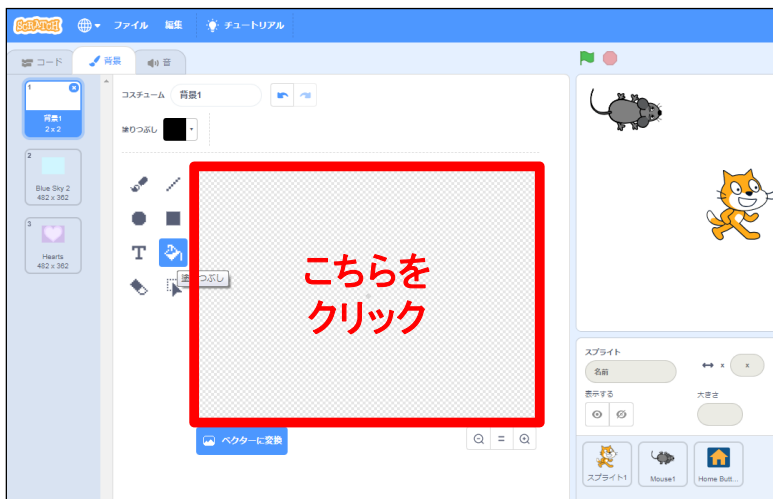 SCRATCH
ファイル 編集 チュートリアル
コード 背景 音
1
背景1
2 x 2
2
Blue Sky 2
482 x 362
3
Hearts
482 x 362
コスチューム 背景1
塗りつぶし
T
塗りつぶし
こちらを
クリック
ベクターに変換
スプライト
名前
x x
表示する 大きさ
スプライト1 Mouse1 Home Butt...